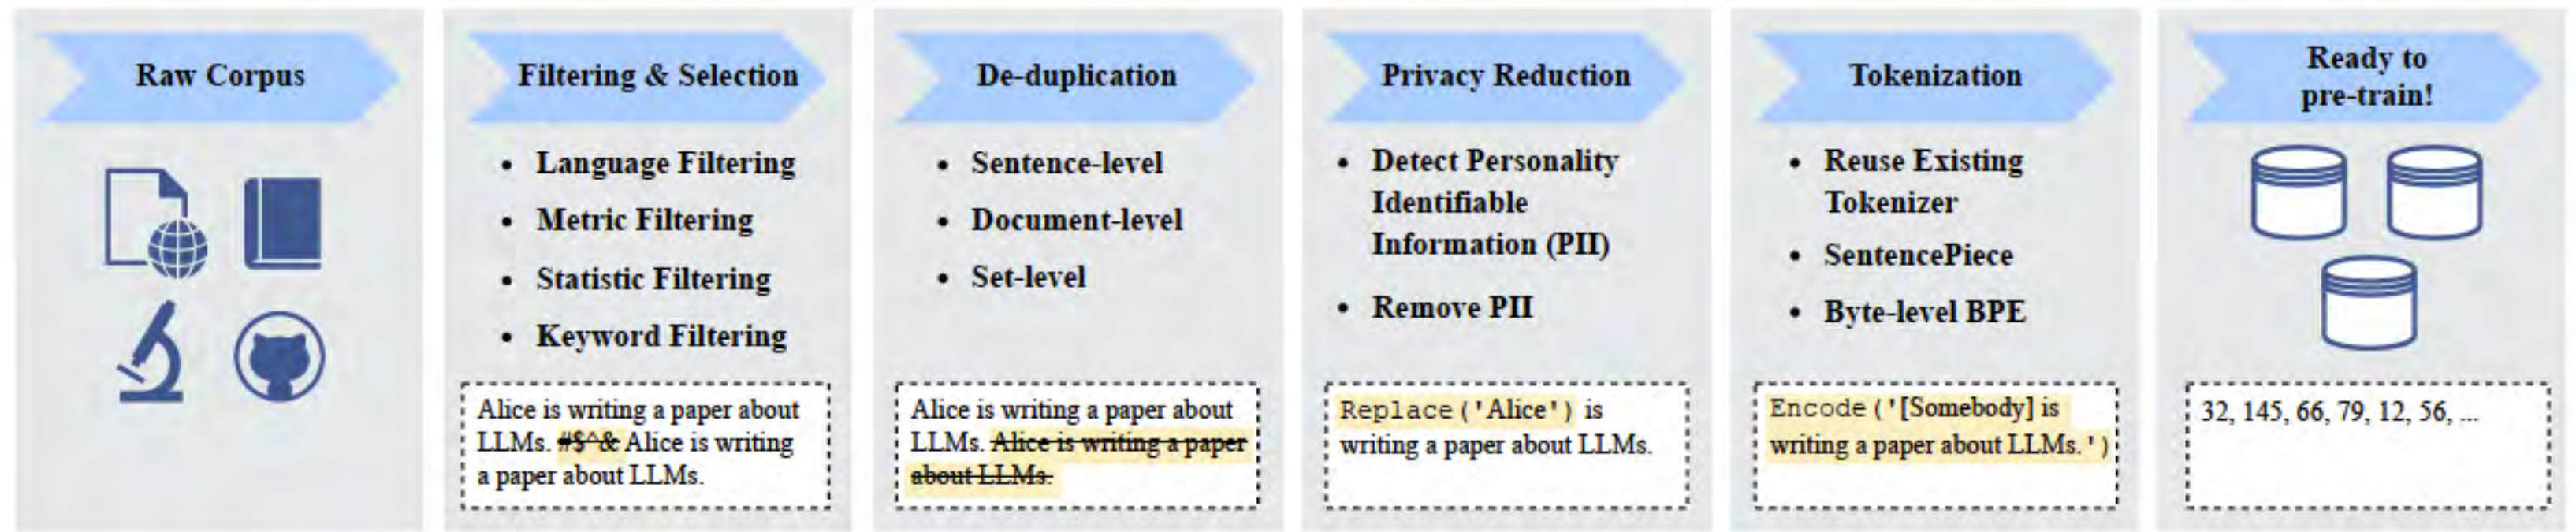 Raw Corpus
Filtering & Selection
• Language Filtering
• Metric Filtering
• Statistic Filtering
• Keyword Filtering
Alice is writing a paper about
LLMs. #$^& Alice is writing
a paper about LLMs.
De-duplication
• Sentence-level
• Document-level
• Set-level
Alice is writing a paper about
LLMs. Alice is writing a paper
about LLMs.
Privacy Reduction
• Detect Personality
Identifiable
Information (PII)
• Remove PII
Replace('Alice') is
writing a paper about LLMs.
Tokenization
• Reuse Existing
Tokenizer
• SentencePiece
• Byte-level BPE
Encode('[Somebody] is
writing a paper about LLMs.')
Ready to
pre-train!
32, 145, 66, 79, 12, 56, ...